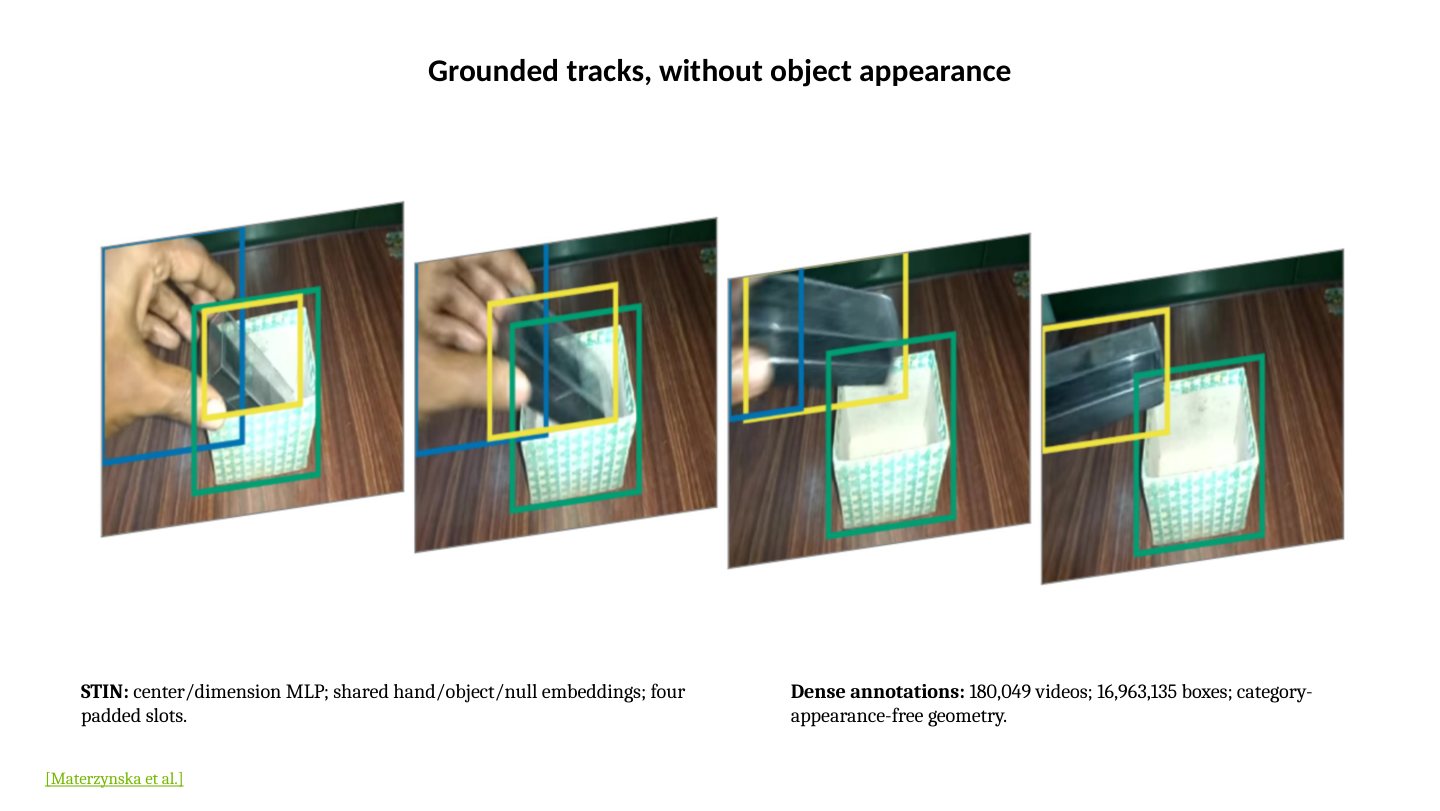 Grounded tracks, without object appearance
STIN: center/dimension MLP; shared hand/object/null embeddings; four
padded slots.
Dense annotations: 180,049 videos; 16,963,135 boxes; category-
appearance-free geometry.
[Materzynska et al.]